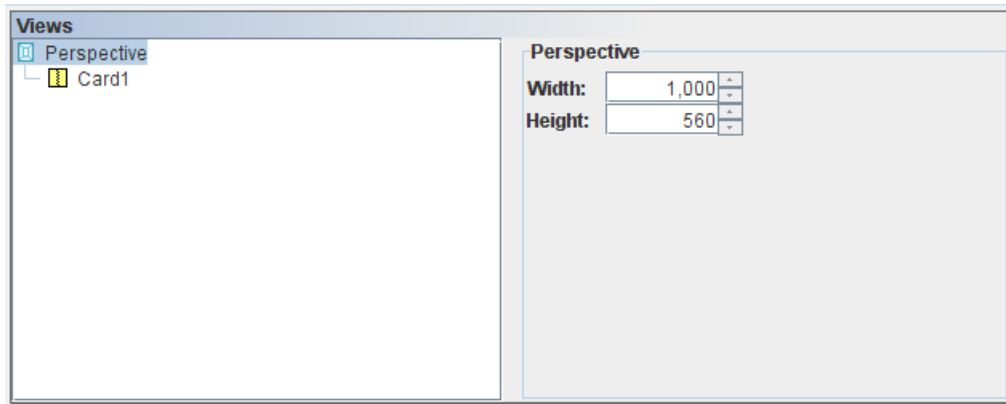 Views
Perspective
Card1
Perspective
Width: 1,000
Height: 560